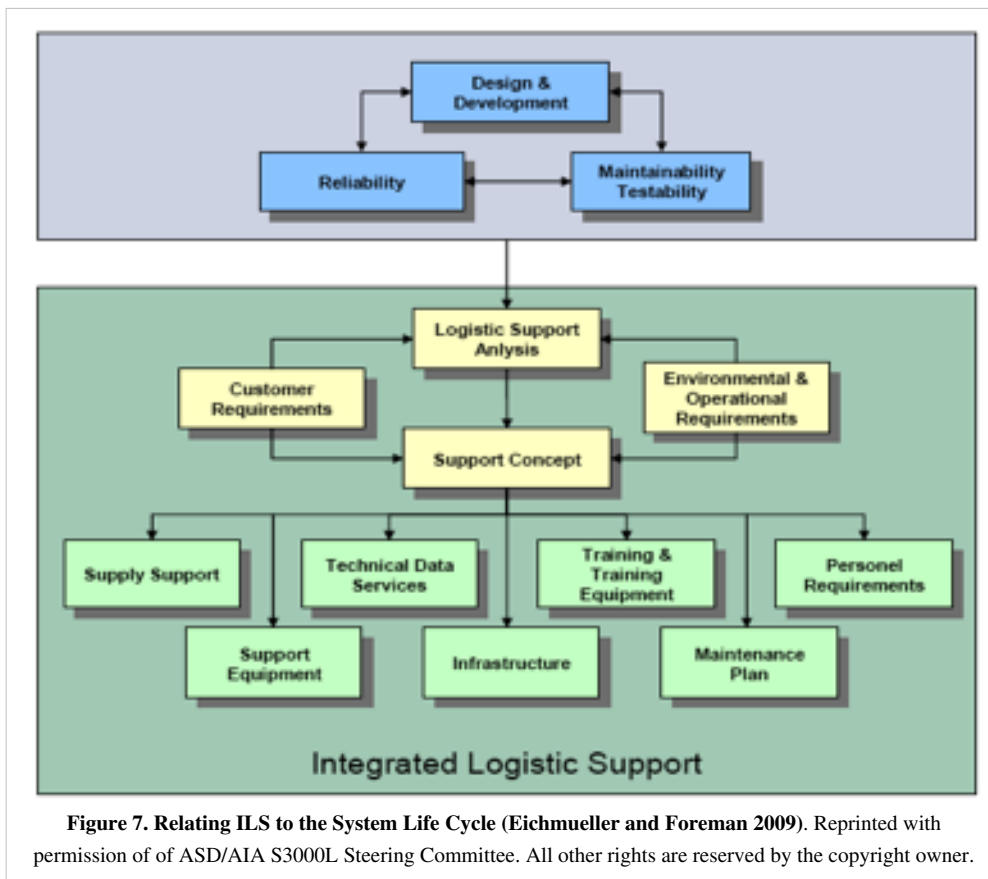 Design &
Development
Reliability
Maintainability
Testability
Logistic Support
Anlysis
Customer
Requirements
Environmental &
Operational
Requirements
Support Concept
Supply Support
Technical Data
Services
Training &
Training
Equipment
Personel
Requirements
Support
Equipment
Infrastructure
Maintenance
Plan
Integrated Logistic Support
Figure 7. Relating ILS to the System Life Cycle (Eichmueller and Foreman 2009). Reprinted with
permission of of ASD/AIA S3000L Steering Committee. All other rights are reserved by the copyright owner.